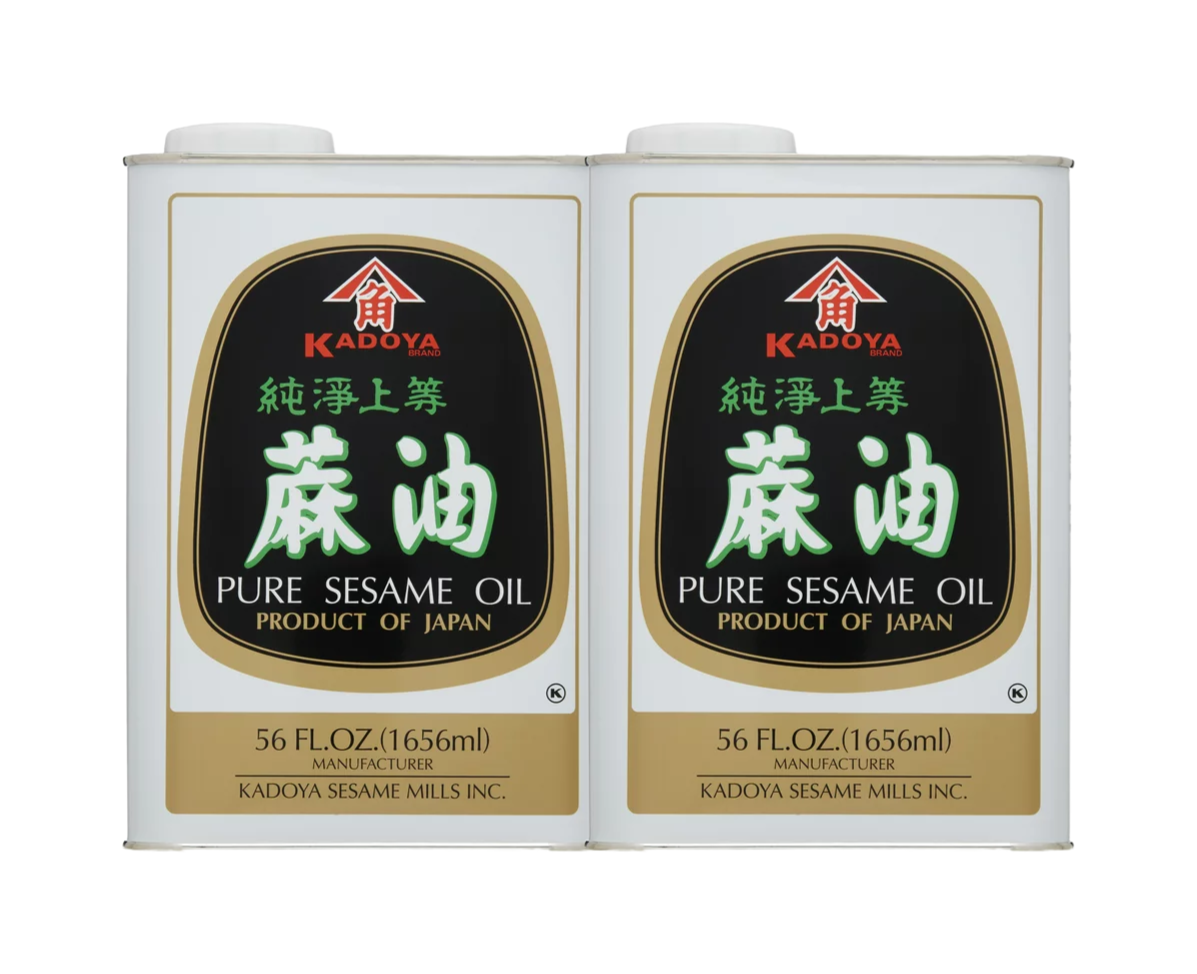 角
KADOYA
BRAND
純淨上等
蔴油
PURE SESAME OIL
PRODUCT OF JAPAN
K
56 FL.OZ.(1656ml)
MANUFACTURER
KADOYA SESAME MILLS INC.
角
KADOYA
BRAND
純淨上等
蔴油
PURE SESAME OIL
PRODUCT OF JAPAN
K
56 FL.OZ.(1656ml)
MANUFACTURER
KADOYA SESAME MILLS INC.